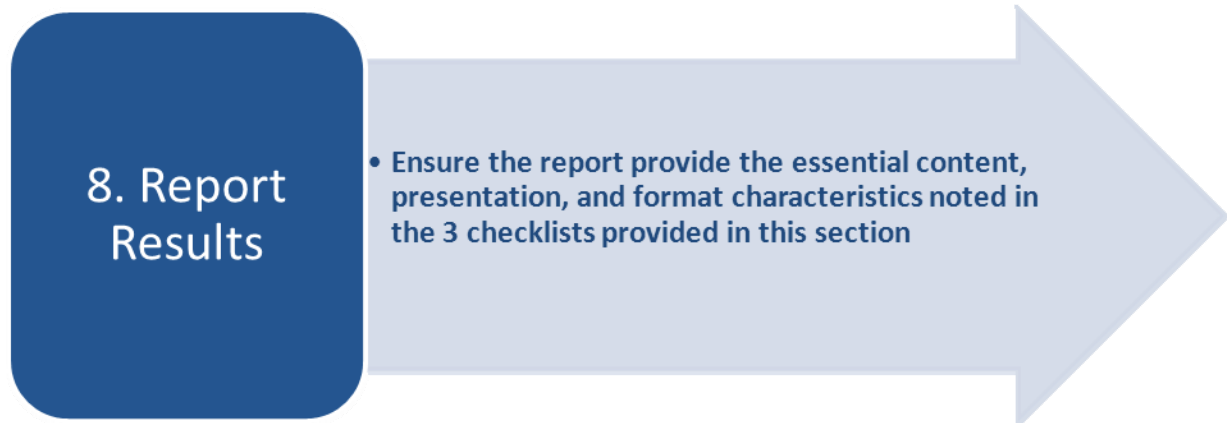 8. Report
Results
• Ensure the report provide the essential content,
presentation, and format characteristics noted in
the 3 checklists provided in this section